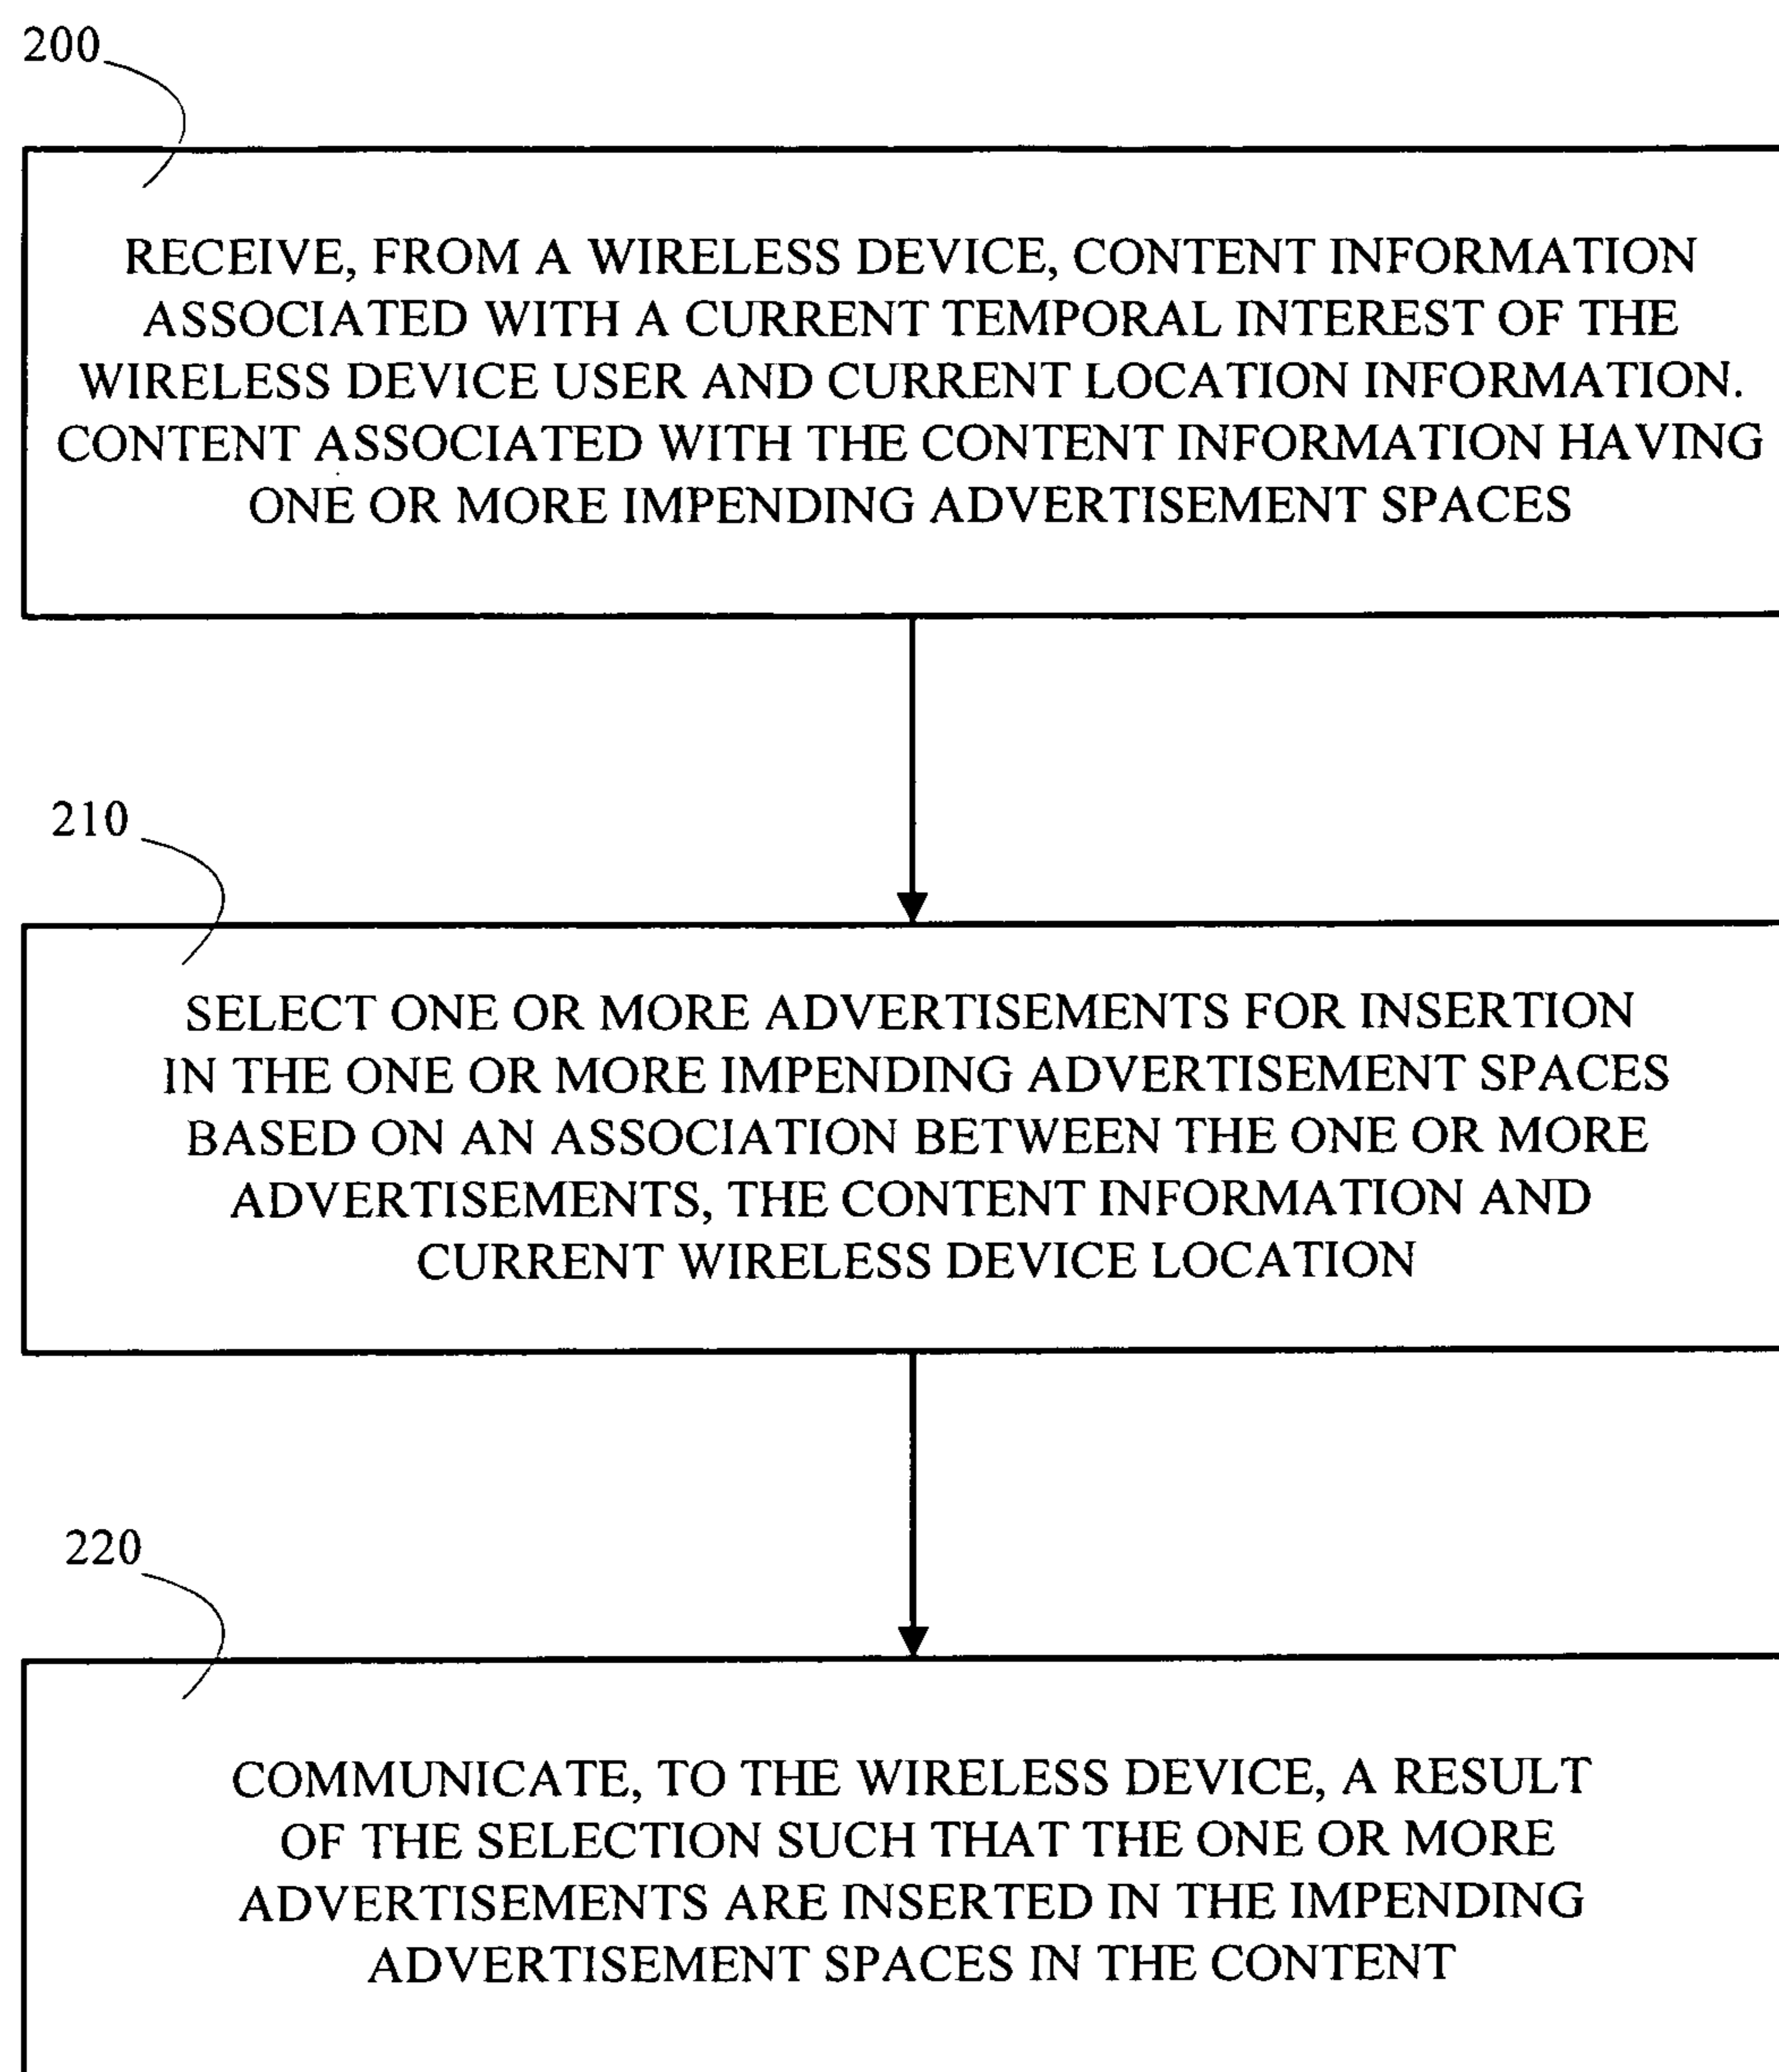 200
RECEIVE, FROM A WIRELESS DEVICE, CONTENT INFORMATION
ASSOCIATED WITH A CURRENT TEMPORAL INTEREST OF THE
WIRELESS DEVICE USER AND CURRENT LOCATION INFORMATION.
CONTENT ASSOCIATED WITH THE CONTENT INFORMATION HAVING
ONE OR MORE IMPENDING ADVERTISEMENT SPACES
210
SELECT ONE OR MORE ADVERTISEMENTS FOR INSERTION
IN THE ONE OR MORE IMPENDING ADVERTISEMENT SPACES
BASED ON AN ASSOCIATION BETWEEN THE ONE OR MORE
ADVERTISEMENTS, THE CONTENT INFORMATION AND
CURRENT WIRELESS DEVICE LOCATION
220
COMMUNICATE, TO THE WIRELESS DEVICE, A RESULT
OF THE SELECTION SUCH THAT THE ONE OR MORE
ADVERTISEMENTS ARE INSERTED IN THE IMPENDING
ADVERTISEMENT SPACES IN THE CONTENT